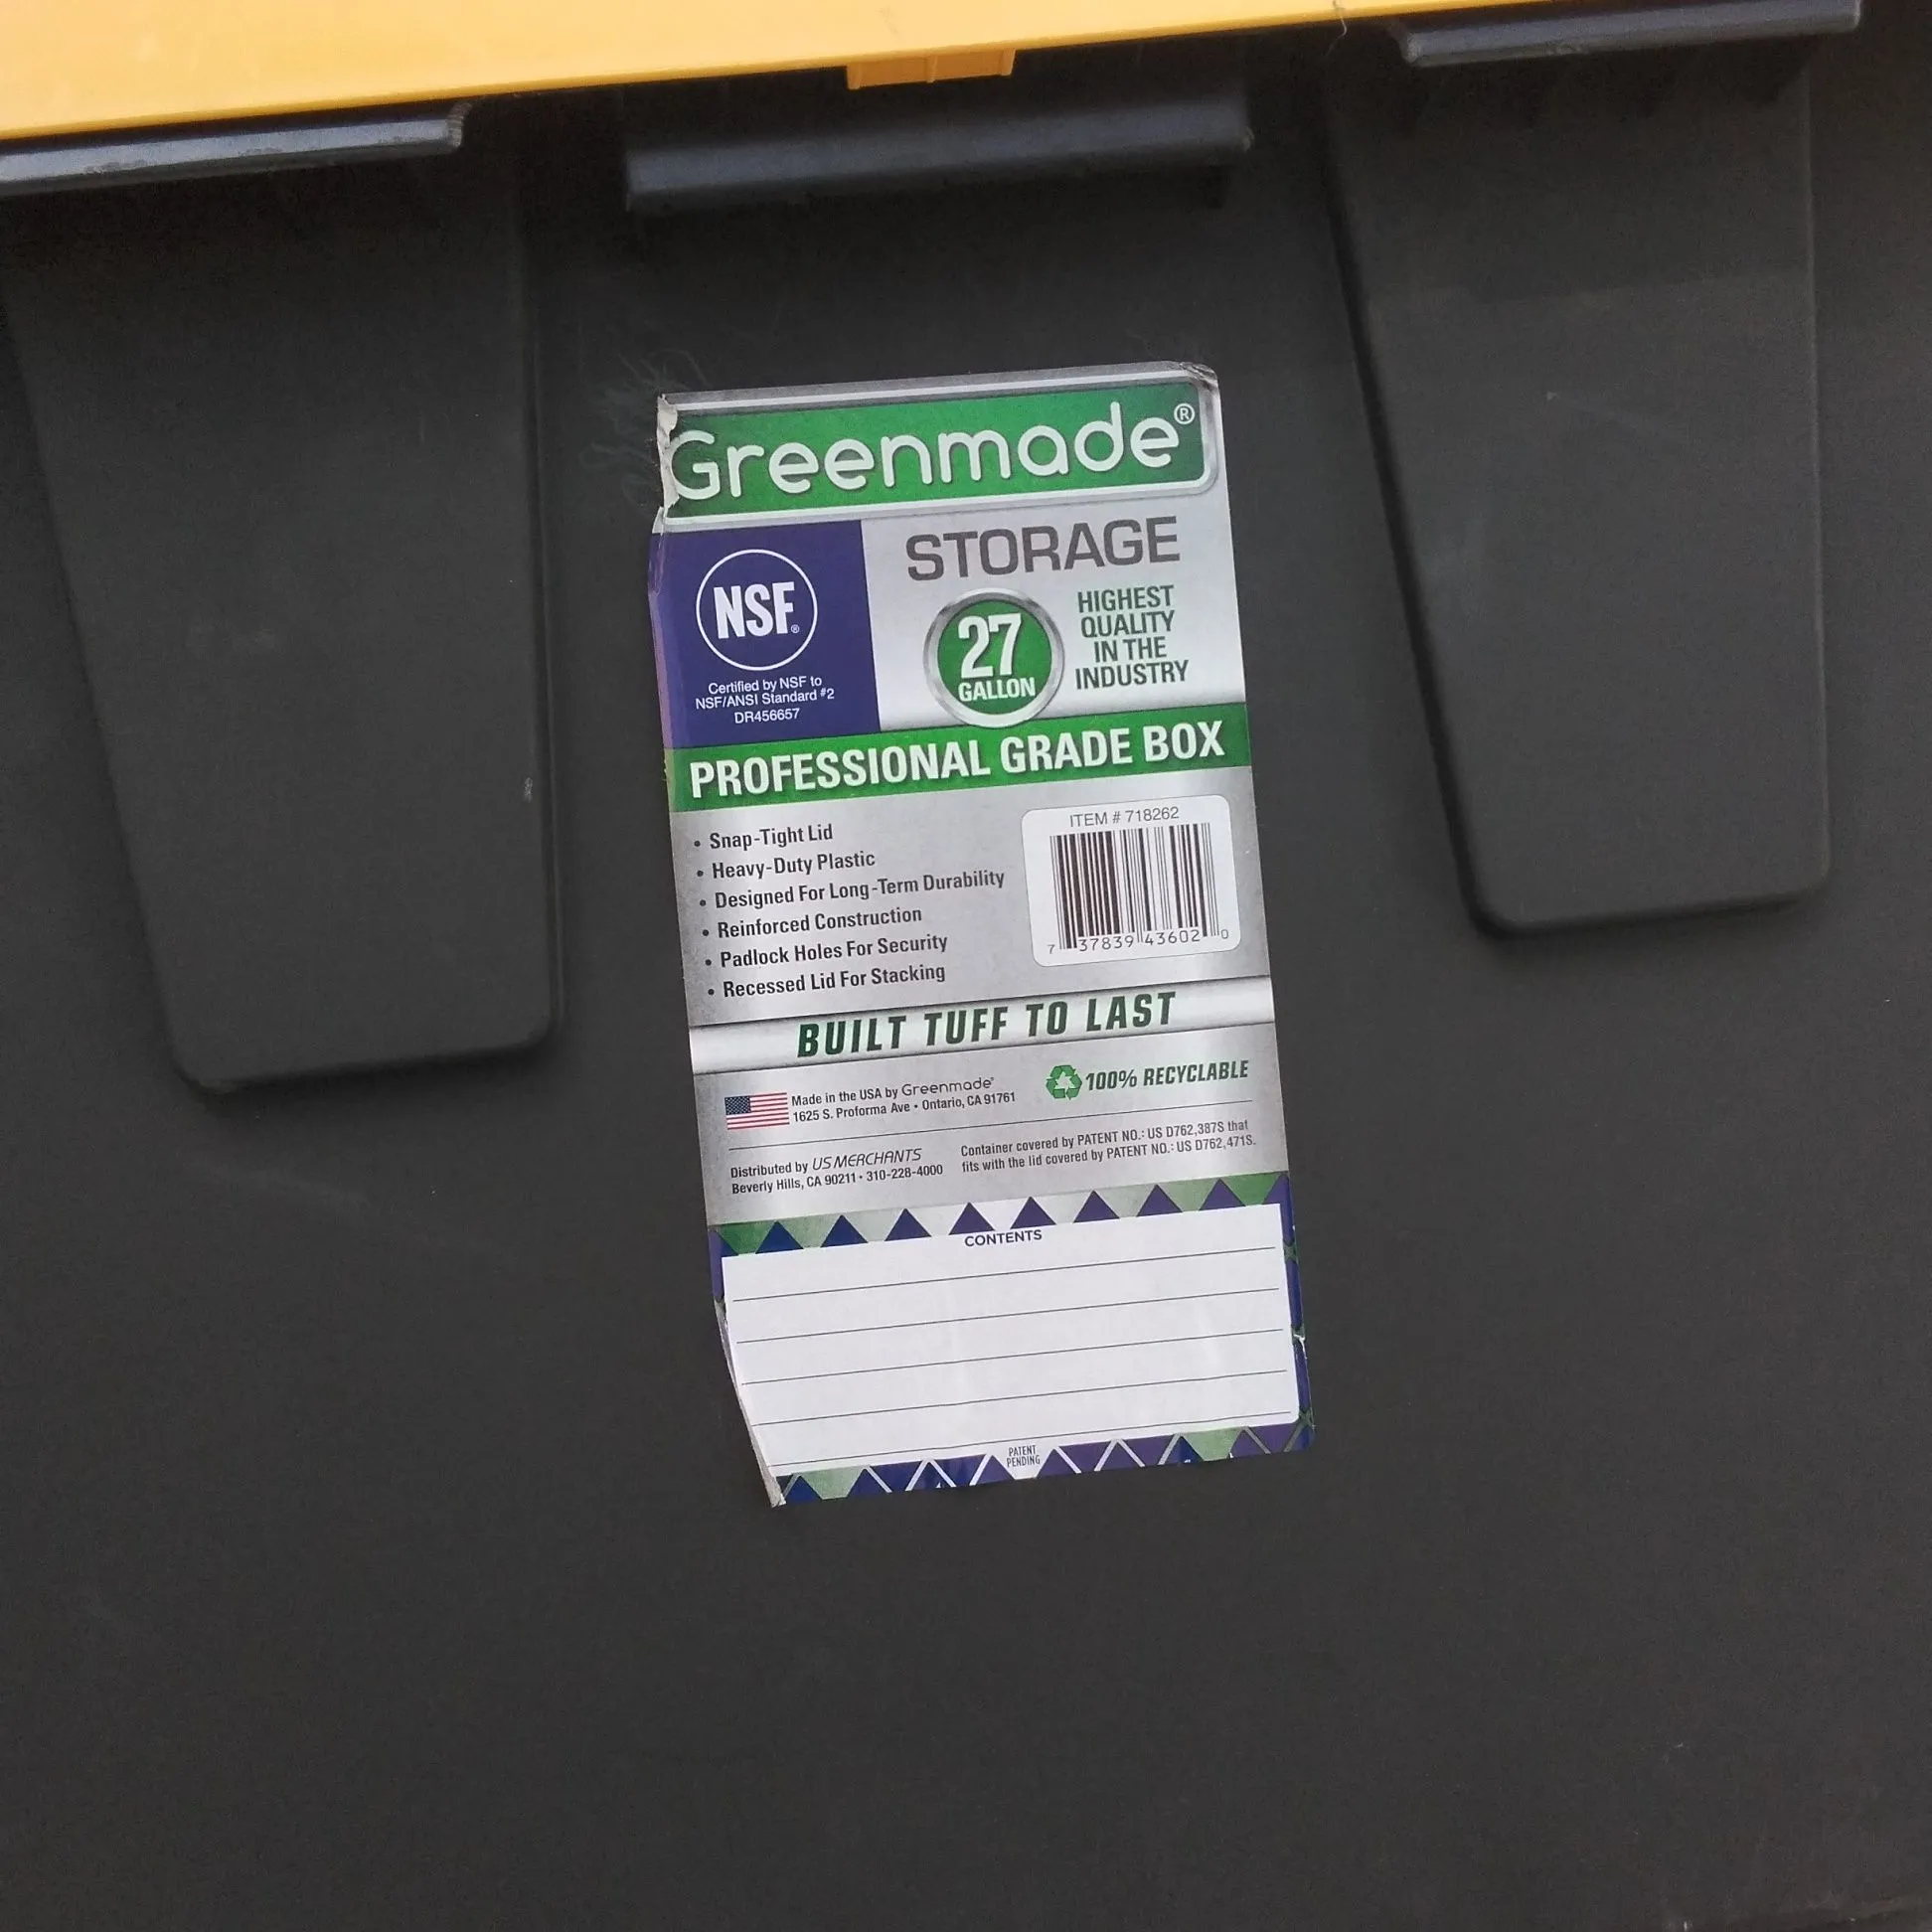 Greenmade®
STORAGE
NSF®
Certified by NSF to
NSF/ANSI Standard #2
DR456657
27
GALLON
HIGHEST
QUALITY
IN THE
INDUSTRY
PROFESSIONAL GRADE BOX
• Snap-Tight Lid
• Heavy-Duty Plastic
• Designed For Long-Term Durability
• Reinforced Construction
• Padlock Holes For Security
• Recessed Lid For Stacking
ITEM # 718262
7 37839 43602 0
BUILT TUFF TO LAST
Made in the USA by Greenmade®
1625 S. Proforma Ave • Ontario, CA 91761
100% RECYCLABLE
Distributed by US MERCHANTS
Beverly Hills, CA 90211 • 310-228-4000
Container covered by PATENT NO.: US D762,387S that
fits with the lid covered by PATENT NO.: US D762,471S.
CONTENTS
PATENT
PENDING